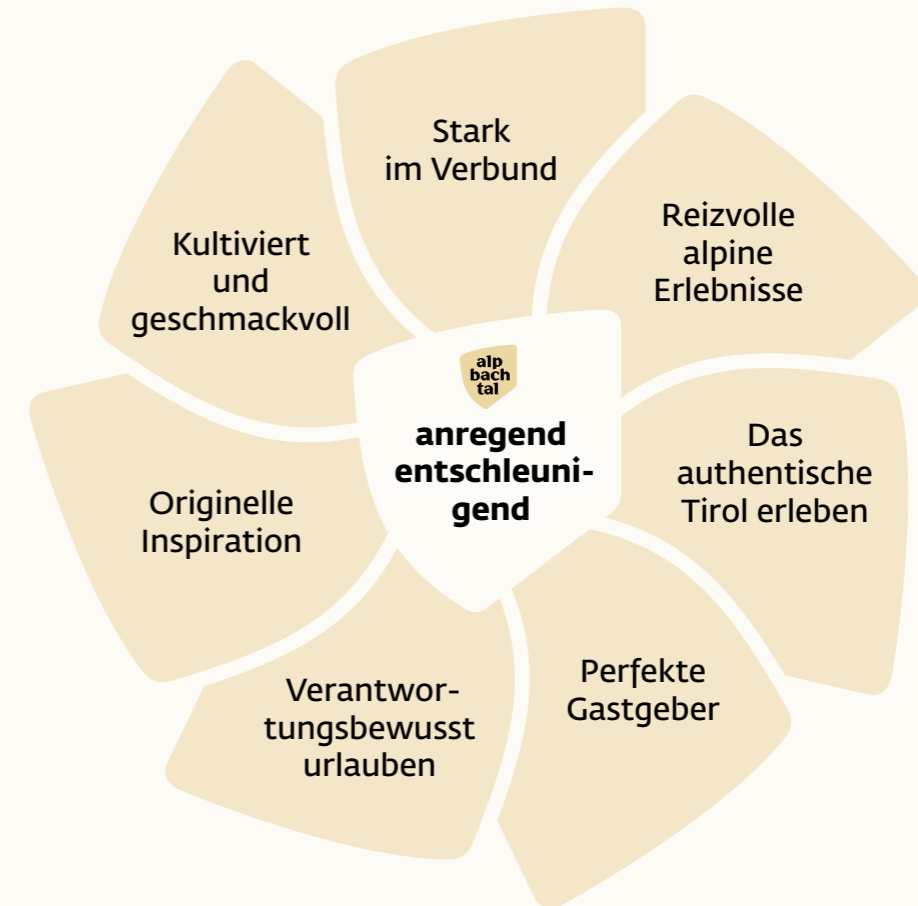 Stark
im Verbund
Reizvolle
alpine
Erlebnisse
Das
authentische
Tirol erleben
Perfekte
Gastgeber
Verantwor-
tungsbewusst
urlauben
Originelle
Inspiration
Kultiviert
und
geschmackvoll
alp
bach
tal
anregend
entschleuni-
gend